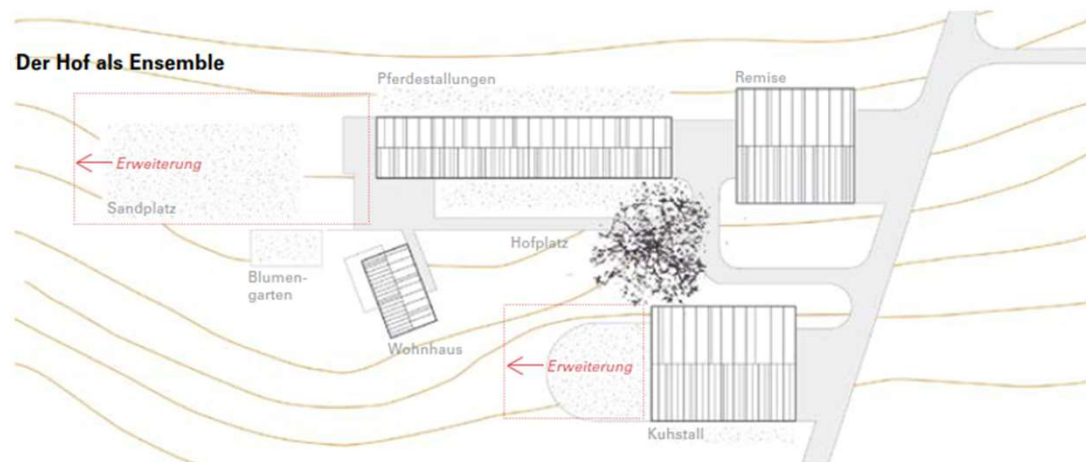 Der Hof als Ensemble
Pferdestallungen
Remise
Erweiterung
Sandplatz
Hofplatz
Blumen-
garten
Wohnhaus
Erweiterung
Kuhstall